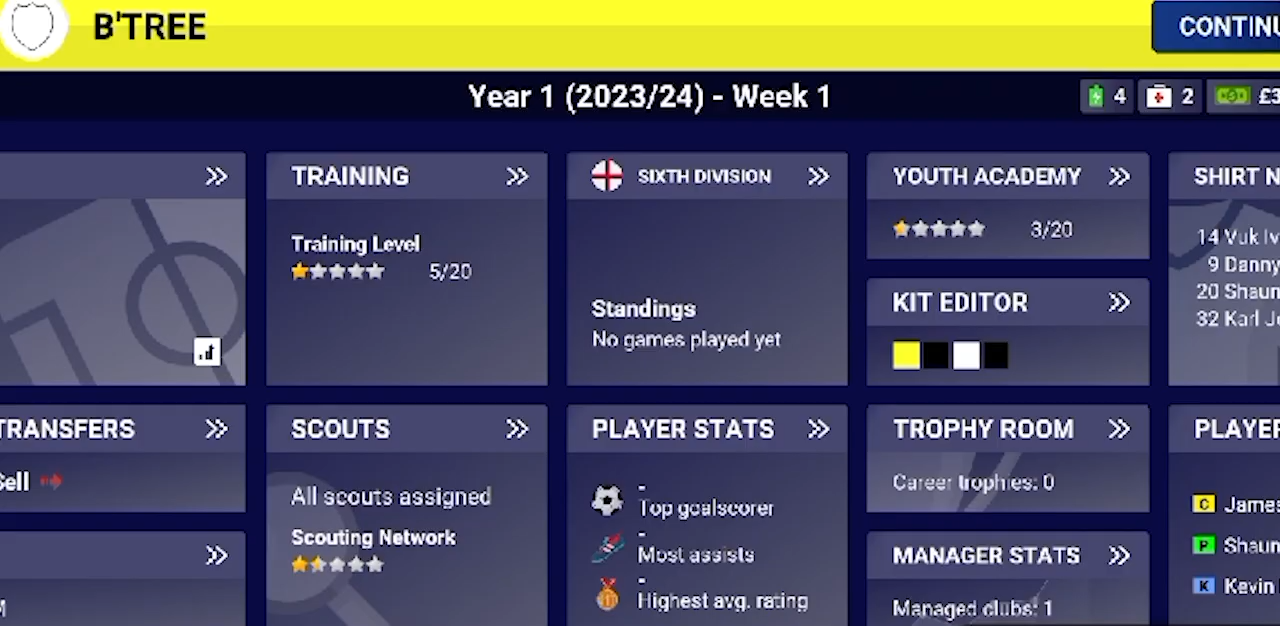 B'TREE
CONTINU
Year 1 (2023/24) - Week 1
4
2
£3
TRAINING
Training Level
5/20
SIXTH DIVISION
Standings
No games played yet
YOUTH ACADEMY
3/20
KIT EDITOR
SHIRT N
14 Vuk Iv
9 Danny
20 Shaun
32 Karl Jo
TRANSFERS
Sell
SCOUTS
All scouts assigned
Scouting Network
PLAYER STATS
-
Top goalscorer
-
Most assists
-
Highest avg. rating
TROPHY ROOM
Career trophies: 0
MANAGER STATS
Managed clubs: 1
PLAYER
C James
P Shaun
K Kevin